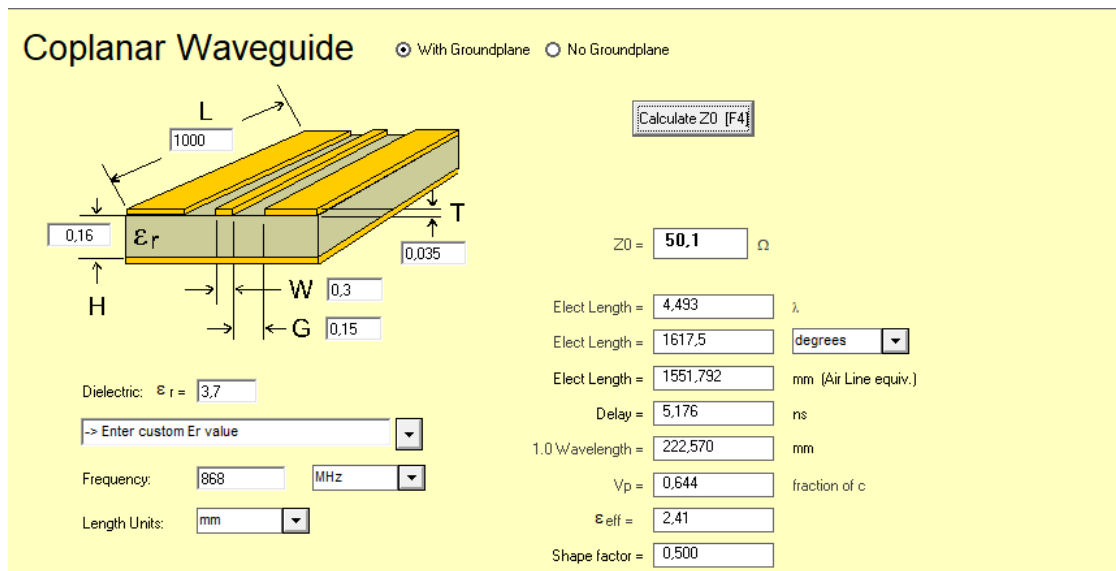 Coplanar Waveguide With Groundplane No Groundplane
L
1000
Calculate Z0 [F4]
T
0,16
εr
0,035
Z0 = 50,1 Ω
H
W 0,3
G 0,15
Elect Length = 4,493 λ
Elect Length = 1617,5 degrees
Elect Length = 1551,792 mm (Air Line equiv.)
Dielectric: εr = 3,7
Delay = 5,176 ns
-> Enter custom Er value
1.0 Wavelength = 222,570 mm
Frequency: 868 MHz
Vp = 0,644 fraction of c
Length Units: mm
εeff = 2,41
Shape factor = 0,500